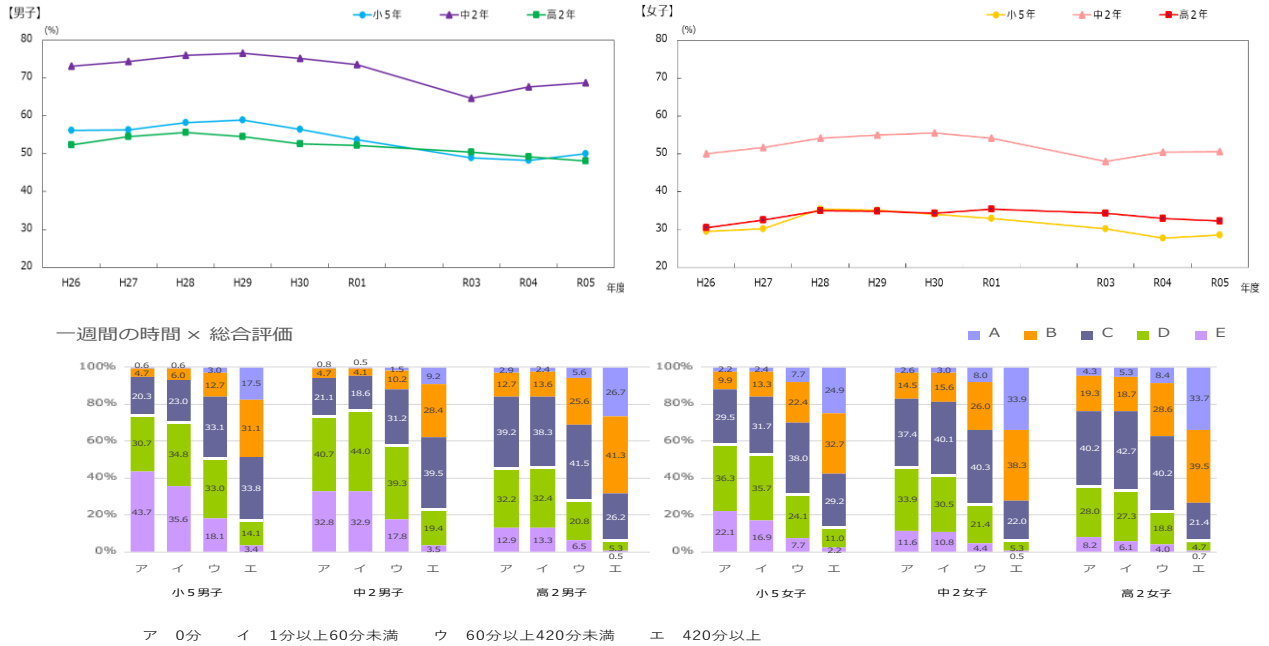 【男子】
小5年 中2年 高2年
(%)
80
70
60
50
40
30
20
H26 H27 H28 H29 H30 R01 R03 R04 R05 年度
【女子】
小5年 中2年 高2年
(%)
80
70
60
50
40
30
20
H26 H27 H28 H29 H30 R01 R03 R04 R05 年度
一週間の時間 × 総合評価
A B C D E
100%
80%
60%
40%
20%
0%
0.6 0.6 3.0 17.5
4.7 6.0 12.7 31.1
20.3 23.0 33.1 33.8
30.7 34.8 33.0 14.1
43.7 35.6 18.1 3.4
ア イ ウ エ
小5男子
0.8 0.5 1.5 9.2
4.7 4.1 10.2 28.4
21.1 18.6 31.2 39.5
40.7 44.0 39.3 19.4
32.8 32.9 17.8 3.5
ア イ ウ エ
中2男子
2.9 2.4 5.6 26.7
12.7 13.6 25.6 41.3
39.2 38.3 41.5 26.2
32.2 32.4 20.8 5.3
12.9 13.3 6.5 0.5
ア イ ウ エ
高2男子
100%
80%
60%
40%
20%
0%
2.2 2.4 7.7 24.9
9.9 13.3 22.4 32.7
29.5 31.7 38.0 29.2
36.3 35.7 24.1 11.0
22.1 16.9 7.7 2.2
ア イ ウ エ
小5女子
2.6 3.0 8.0 33.9
14.5 15.6 26.0 38.3
37.4 40.1 40.3 22.0
33.9 30.5 21.4 5.3
11.6 10.8 4.4 0.5
ア イ ウ エ
中2女子
4.3 5.3 8.4 33.7
19.3 18.7 28.6 39.5
40.2 42.7 40.2 21.4
28.0 27.3 18.8 4.7
8.2 6.1 4.0 0.7
ア イ ウ エ
高2女子
ア 0分 イ 1分以上60分未満 ウ 60分以上420分未満 エ 420分以上